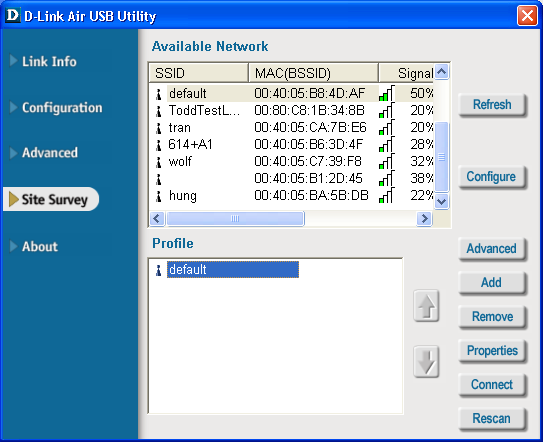 D-Link Air USB Utility
Link Info
Configuration
Advanced
Site Survey
About
Available Network
SSID MAC(BSSID) Signal
default 00:40:05:B8:4D:AF 50%
ToddTestL... 00:80:C8:1B:34:8B 20%
tran 00:40:05:CA:7B:E6 20%
614+A1 00:40:05:B6:3D:4F 28%
wolf 00:40:05:C7:39:F8 32%
00:40:05:B1:2D:45 38%
hung 00:40:05:BA:5B:DB 22%
Refresh
Configure
Profile
default
Advanced
Add
Remove
Properties
Connect
Rescan